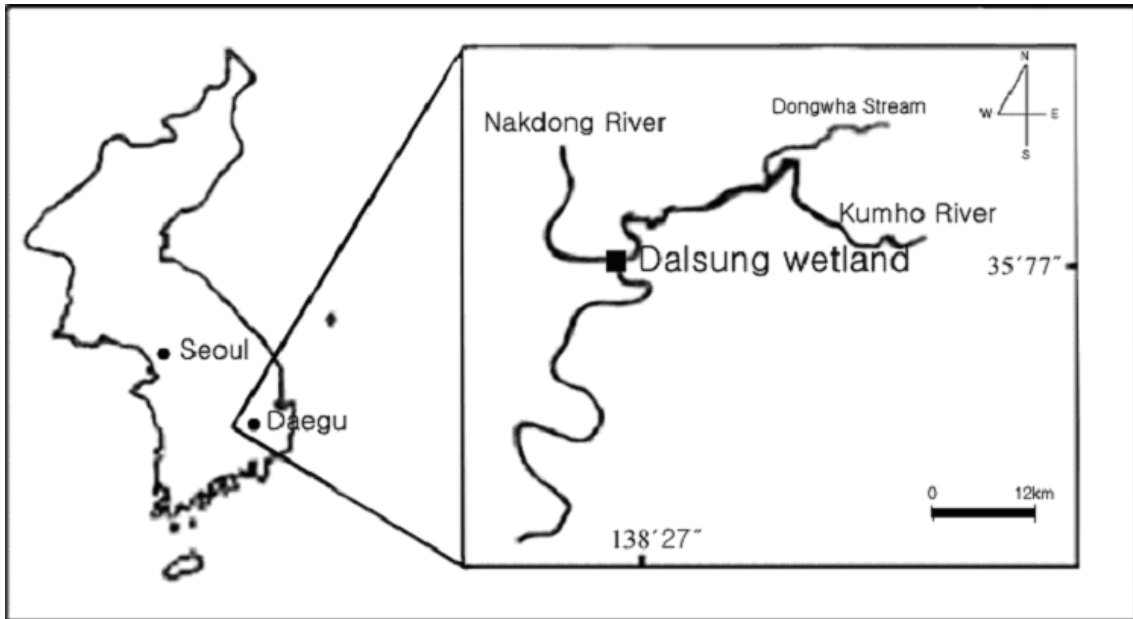 N
W E
S
Dongwha Stream
Nakdong River
Kumho River
Dalsung wetland
35′77″
Seoul
Daegu
0 12km
138′27″